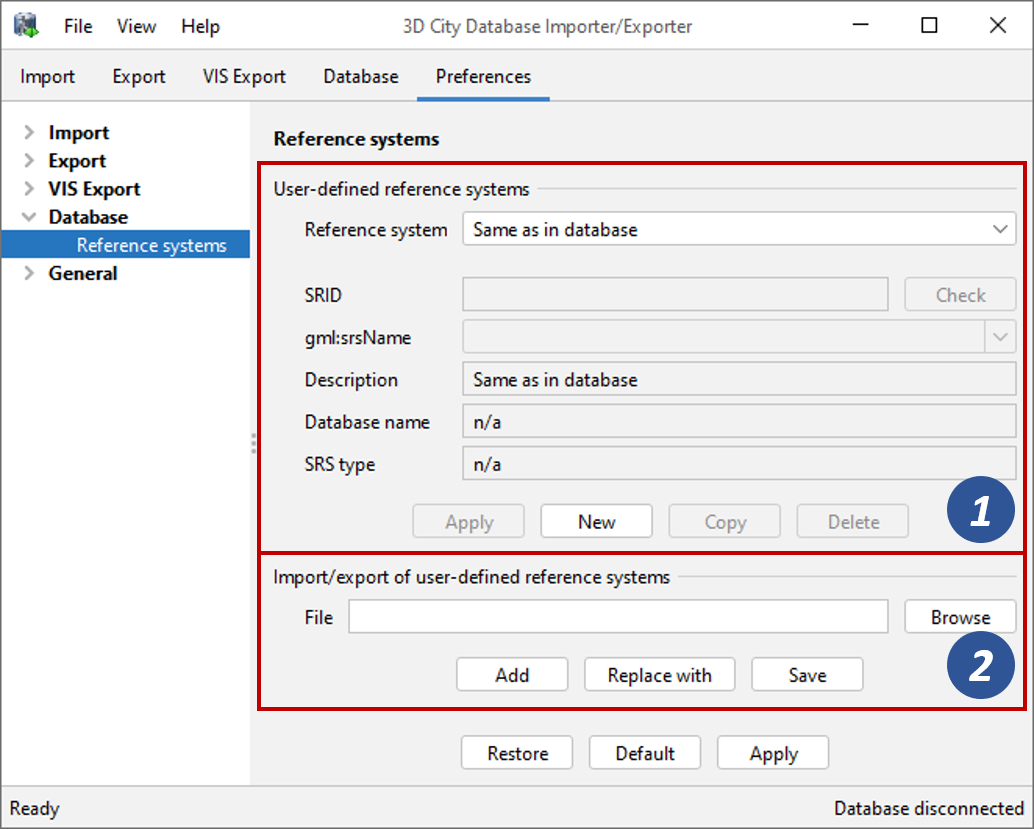 File View Help 3D City Database Importer/Exporter
Import Export VIS Export Database Preferences
Import
Export
VIS Export
Database
Reference systems
General
Reference systems
User-defined reference systems
Reference system Same as in database
SRID Check
gml:srsName
Description Same as in database
Database name n/a
SRS type n/a
Apply New Copy Delete
1
Import/export of user-defined reference systems
File Browse
Add Replace with Save
2
Restore Default Apply
Ready Database disconnected